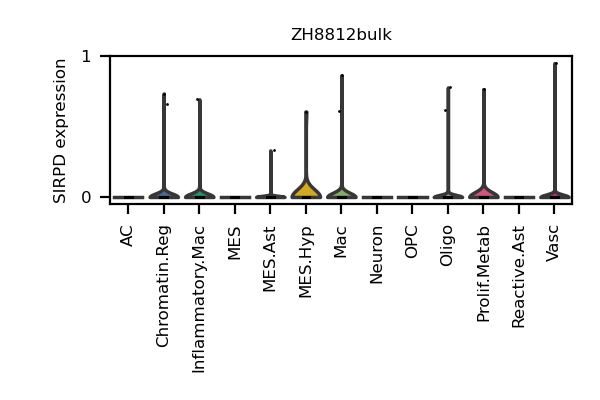 ZH8812bulk
SIRPD expression
1
0
AC
Chromatin.Reg
Inflammatory.Mac
MES
MES.Ast
MES.Hyp
Mac
Neuron
OPC
Oligo
Prolif.Metab
Reactive.Ast
Vasc